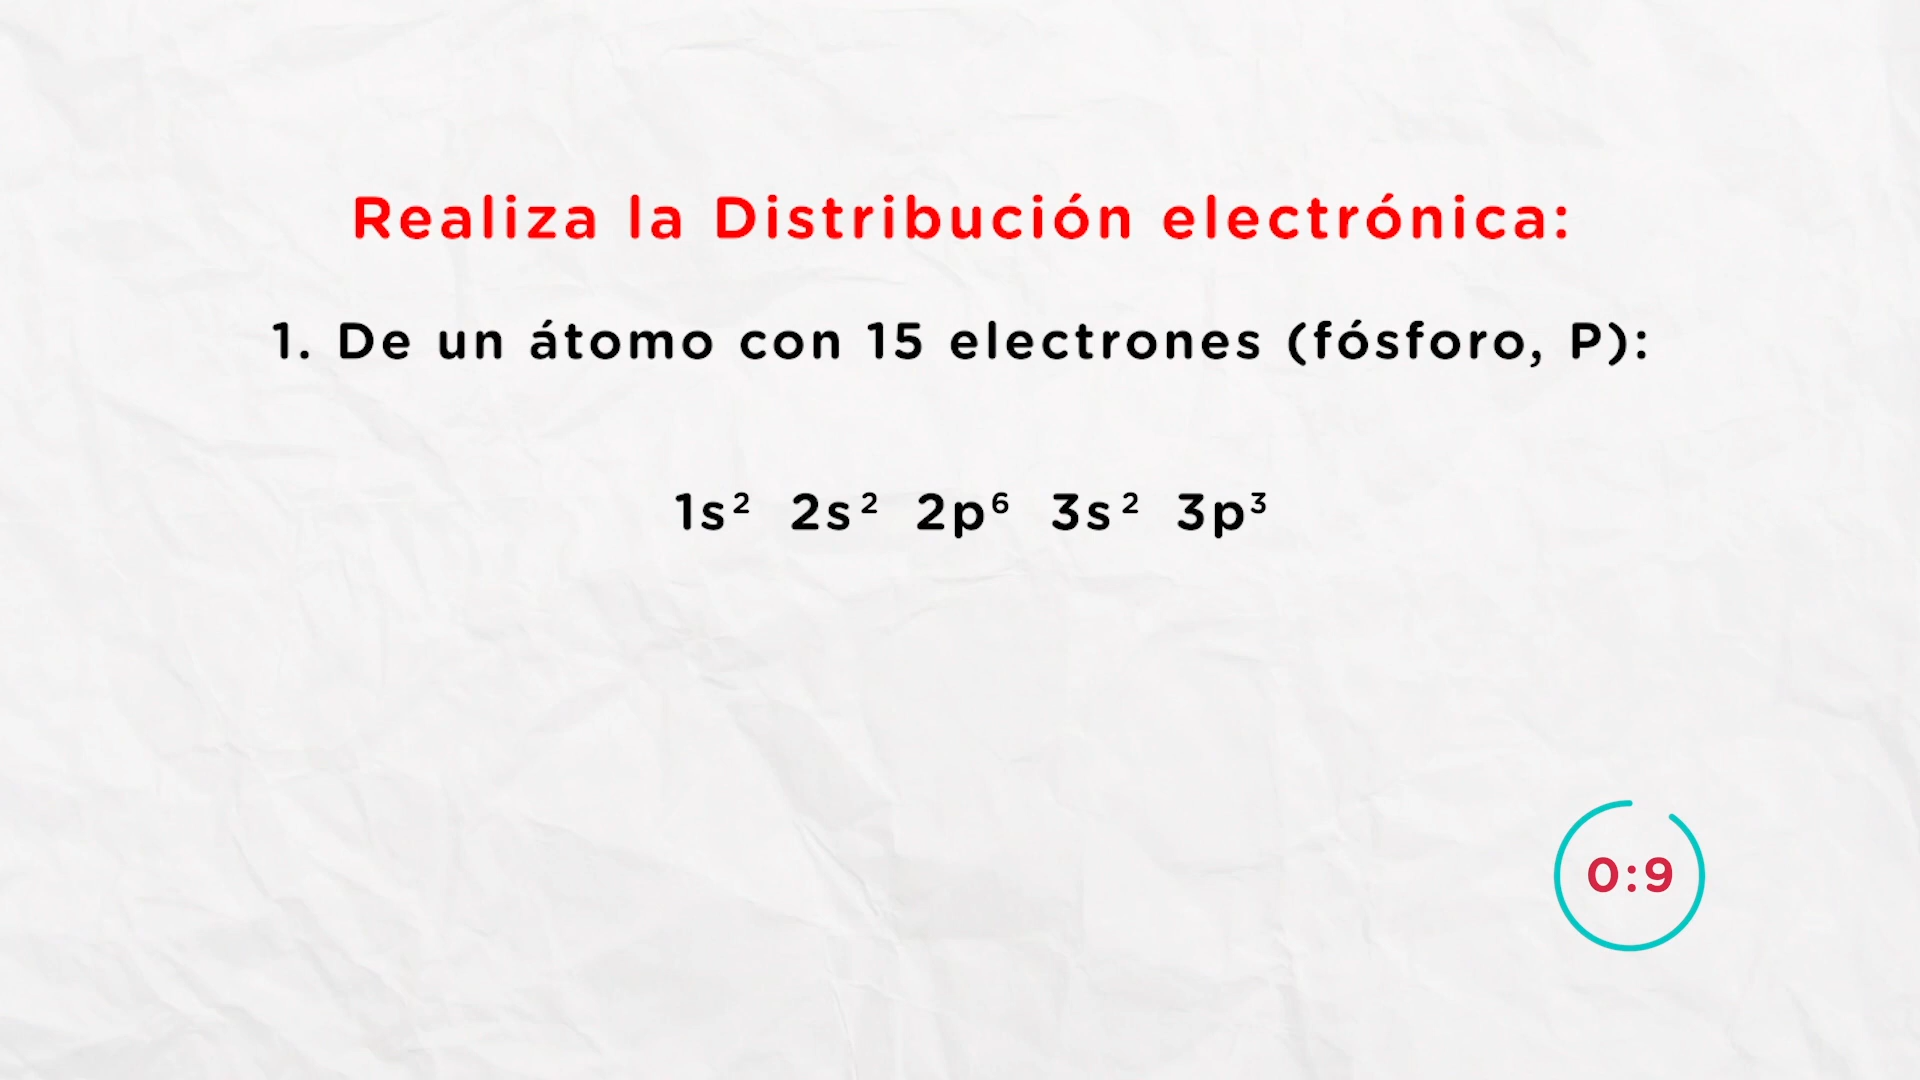 Realiza la Distribución electrónica:
1. De un átomo con 15 electrones (fósforo, P):
1s² 2s² 2p⁶ 3s² 3p³
0:9